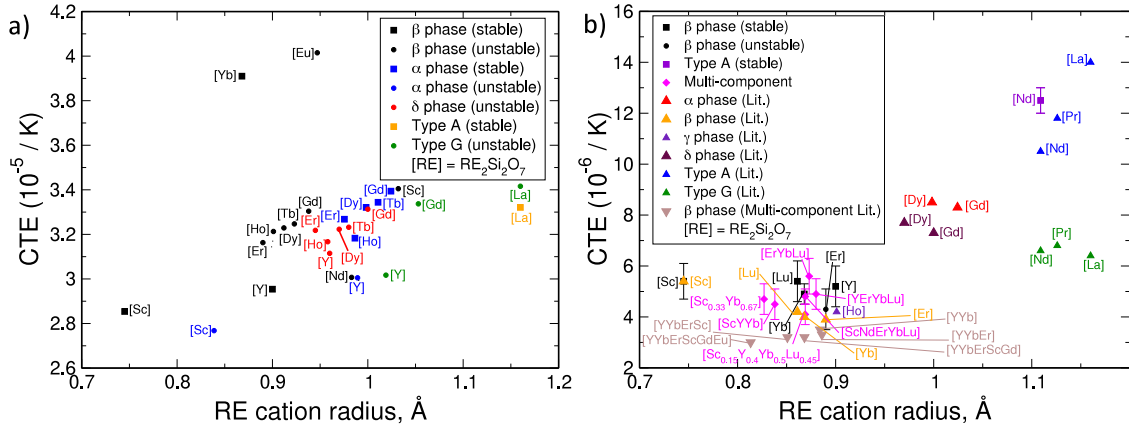 a)
CTE (10⁻⁵ / K)
4.2
4
3.8
3.6
3.4
3.2
3
2.8
2.6
0.7
0.8
0.9
1
1.1
1.2
RE cation radius, Å
β phase (stable)
β phase (unstable)
α phase (stable)
α phase (unstable)
δ phase (unstable)
Type A (stable)
Type G (unstable)
[RE] = RE₂Si₂O₇
[Eu]
[Yb]
[Sc]
[Gd]
[Gd]
[Tb]
[Dy]
[Tb]
[Er]
[Er]
[Gd]
[Gd]
[La]
[La]
[Ho]
[Dy]
[Er]
[Ho]
[Dy]
[Ho]
[Y]
[Y]
[Nd]
[Y]
[Y]
[Sc]
[Sc]
b)
CTE (10⁻⁶ / K)
16
14
12
10
8
6
4
2
0.7
0.8
0.9
1
1.1
RE cation radius, Å
β phase (stable)
β phase (unstable)
Type A (stable)
Multi-component
α phase (Lit.)
β phase (Lit.)
γ phase (Lit.)
δ phase (Lit.)
Type A (Lit.)
Type G (Lit.)
β phase (Multi-component Lit.)
[RE] = RE₂Si₂O₇
[La]
[Nd]
[Pr]
[Nd]
[Dy]
[Gd]
[Dy]
[Gd]
[Pr]
[Nd]
[La]
[ErYbLu]
[Er]
[Lu]
[Lu]
[Y]
[Sc]
[Sc]
[YErYbLu]
[Sc₀.₃₃Yb₀.₆₇]
[Ho]
[ScYYb]
[Yb]
[ScNdErYbLu]
[Er]
[YYb]
[YYbErSc]
[YYbEr]
[YYbErScGdEu]
[YYbErScGd]
[Yb]
[Sc₀.₁₅Y₀.₄Yb₀.₅Lu₀.₄₅]